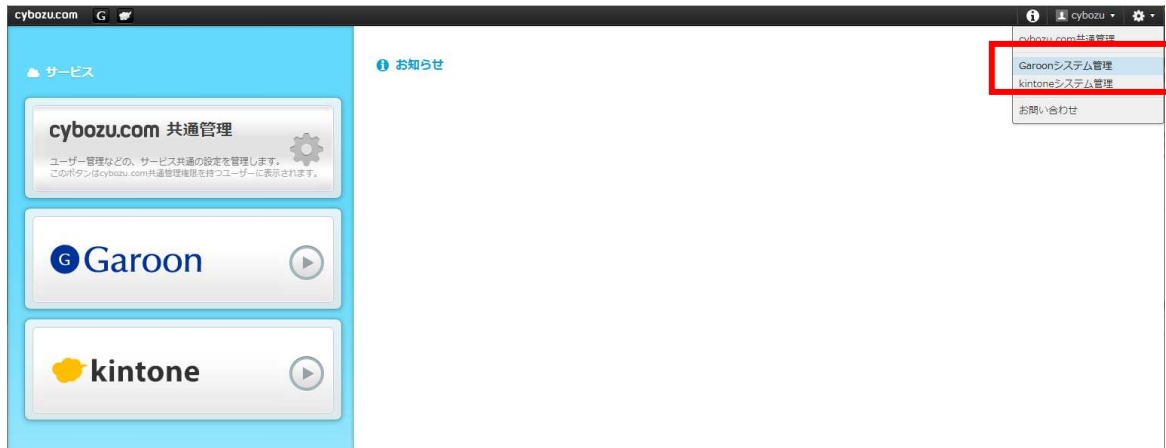 cybozu.com G
cybozu
cybozu.com共通管理
Garoonシステム管理
kintoneシステム管理
お問い合わせ
サービス
お知らせ
cybozu.com 共通管理
ユーザー管理などの、サービス共通の設定を管理します。
このボタンはcybozu.com共通管理権限を持つユーザーに表示されます。
G Garoon
kintone